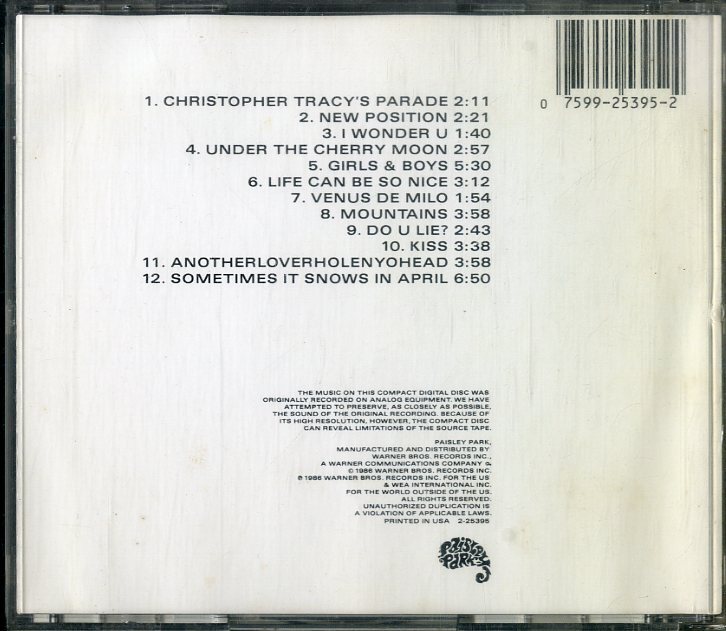 1. CHRISTOPHER TRACY'S PARADE 2:11
2. NEW POSITION 2:21
3. I WONDER U 1:40
4. UNDER THE CHERRY MOON 2:57
5. GIRLS & BOYS 5:30
6. LIFE CAN BE SO NICE 3:12
7. VENUS DE MILO 1:54
8. MOUNTAINS 3:58
9. DO U LIE? 2:43
10. KISS 3:38
11. ANOTHERLOVERHOLENYOHEAD 3:58
12. SOMETIMES IT SNOWS IN APRIL 6:50
0 7599-25395-2
THE MUSIC ON THIS COMPACT DIGITAL DISC WAS
ORIGINALLY RECORDED ON ANALOG EQUIPMENT. WE HAVE
ATTEMPTED TO PRESERVE, AS CLOSELY AS POSSIBLE,
THE SOUND OF THE ORIGINAL RECORDING. BECAUSE OF
ITS HIGH RESOLUTION, HOWEVER, THE COMPACT DISC
CAN REVEAL LIMITATIONS OF THE SOURCE TAPE.
PAISLEY PARK,
MANUFACTURED AND DISTRIBUTED BY
WARNER BROS. RECORDS INC.,
A WARNER COMMUNICATIONS COMPANY
© 1986 WARNER BROS. RECORDS INC.
℗ 1986 WARNER BROS. RECORDS INC. FOR THE US
& WEA INTERNATIONAL INC.
FOR THE WORLD OUTSIDE OF THE US.
ALL RIGHTS RESERVED.
UNAUTHORIZED DUPLICATION IS
A VIOLATION OF APPLICABLE LAWS.
PRINTED IN USA 2-25395
PAISLEY
PARK